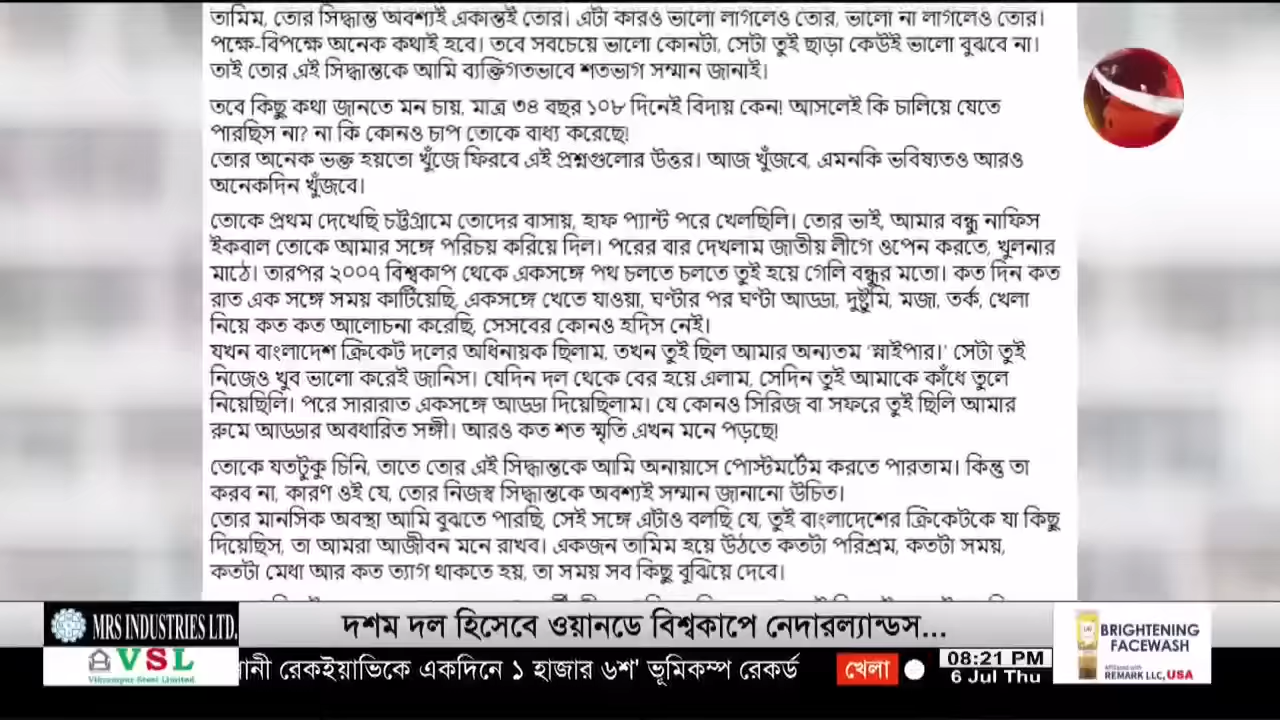 তামিম, তোর সিদ্ধান্ত অবশ্যই একান্তই তোর। এটা কারও ভালো লাগলেও তোর, ভালো না লাগলেও তোর।
পক্ষে-বিপক্ষে অনেক কথাই হবে। তবে সবচেয়ে ভালো কোনটা, সেটা তুই ছাড়া কেউই ভালো বুঝবে না।
তাই তোর এই সিদ্ধান্তকে আমি ব্যক্তিগতভাবে শতভাগ সম্মান জানাই।
তবে কিছু কথা জানতে মন চায়, মাত্র ৩৪ বছর ১০৮ দিনেই বিদায় কেন! আসলেই কি চালিয়ে যেতে
পারছিস না? না কি কোনও চাপ তোকে বাধ্য করেছে!
তোর অনেক ভক্ত হয়তো খুঁজে ফিরবে এই প্রশ্নগুলোর উত্তর। আজ খুঁজবে, এমনকি ভবিষ্যতও আরও
অনেকদিন খুঁজবে।
তোকে প্রথম দেখেছি চট্টগ্রামে তোদের বাসায়, হাফ প্যান্ট পরে খেলছিলি। তোর ভাই, আমার বন্ধু নাফিস
ইকবাল তোকে আমার সঙ্গে পরিচয় করিয়ে দিল। পরের বার দেখলাম জাতীয় লীগে ওপেন করতে, খুলনার
মাঠে। তারপর ২০০৭ বিশ্বকাপ থেকে একসঙ্গে পথ চলতে চলতে তুই হয়ে গেলি বন্ধুর মতো। কত দিন কত
রাত এক সঙ্গে সময় কাটিয়েছি, একসঙ্গে খেতে যাওয়া, ঘণ্টার পর ঘণ্টা আড্ডা, দুষ্টুমি, মজা, তর্ক, খেলা
নিয়ে কত কত আলোচনা করেছি, সেসবের কোনও হদিস নেই।
যখন বাংলাদেশ ক্রিকেট দলের অধিনায়ক ছিলাম, তখন তুই ছিল আমার অন্যতম ‘স্নাইপার।’ সেটা তুই
নিজেও খুব ভালো করেই জানিস। যেদিন দল থেকে বের হয়ে এলাম, সেদিন তুই আমাকে কাঁধে তুলে
নিয়েছিলি। পরে সারারাত একসঙ্গে আড্ডা দিয়েছিলাম। যে কোনও সিরিজ বা সফরে তুই ছিলি আমার
রুমে আড্ডার অবধারিত সঙ্গী। আরও কত শত স্মৃতি এখন মনে পড়ছে!
তোকে যতটুকু চিনি, তাতে তোর এই সিদ্ধান্তকে আমি অনায়াসে পোস্টমর্টেম করতে পারতাম। কিন্তু তা
করব না, কারণ ওই যে, তোর নিজস্ব সিদ্ধান্তকে অবশ্যই সম্মান জানানো উচিত।
তোর মানসিক অবস্থা আমি বুঝতে পারছি, সেই সঙ্গে এটাও বলছি যে, তুই বাংলাদেশের ক্রিকেটকে যা কিছু
দিয়েছিস, তা আমরা আজীবন মনে রাখব। একজন তামিম হয়ে উঠতে কতটা পরিশ্রম, কতটা সময়,
কতটা মেধা আর কত ত্যাগ থাকতে হয়, তা সময় সব কিছু বুঝিয়ে দেবে।
MRS INDUSTRIES LTD.
দশম দল হিসেবে ওয়ানডে বিশ্বকাপে নেদারল্যান্ডস...
BRIGHTENING
FACEWASH
Affiliated with
REMARK LLC, USA
VSL
Vikrampur Steel Limited
ানী রেকইয়াভিকে একদিনে ১ হাজার ৬শ' ভূমিকম্প রেকর্ড
খেলা
08:21 PM
6 Jul Thu